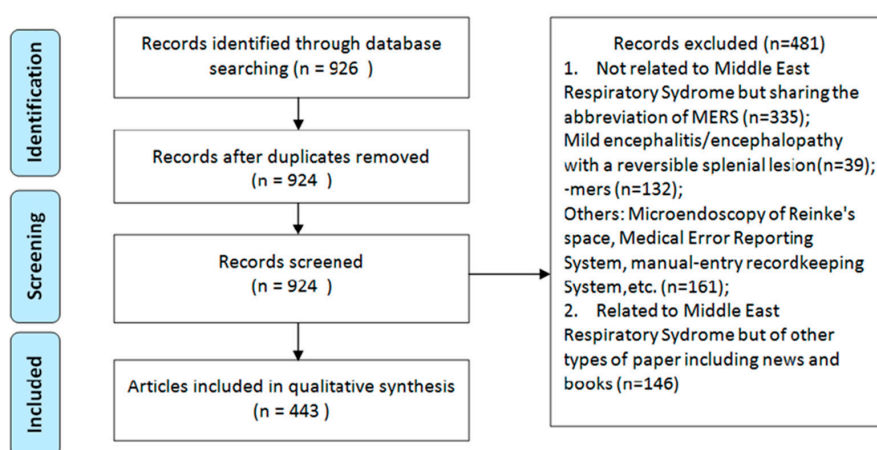 Identification
Records identified through database
searching (n = 926 )
Records after duplicates removed
(n = 924 )
Screening
Records screened
(n = 924 )
Included
Articles included in qualitative synthesis
(n = 443 )
Records excluded (n=481)
1. Not related to Middle East
Respiratory Sydrome but sharing the
abbreviation of MERS (n=335);
Mild encephalitis/encephalopathy
with a reversible splenial lesion(n=39);
-mers (n=132);
Others: Microendoscopy of Reinke's
space, Medical Error Reporting
System, manual-entry recordkeeping
System,etc. (n=161);
2. Related to Middle East
Respiratory Sydrome but of other
types of paper including news and
books (n=146)